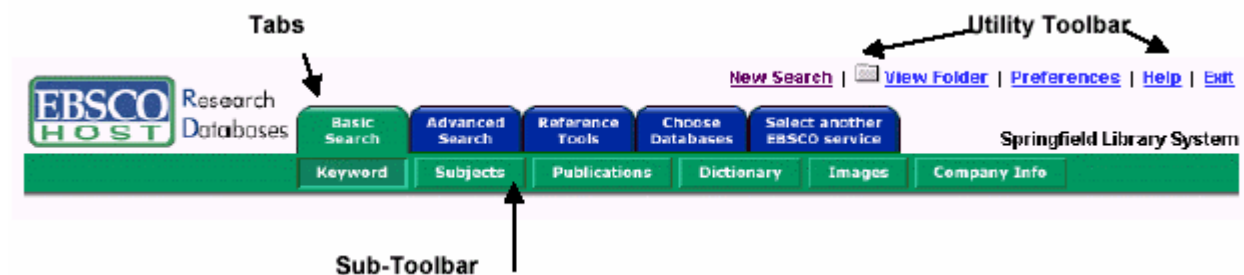 Tabs
Utility Toolbar
New Search | View Folder | Preferences | Help | Exit
EBSCO
HOST
Research
Databases
Basic
Search
Advanced
Search
Reference
Tools
Choose
Databases
Select another
EBSCO service
Springfield Library System
Keyword Subjects Publications Dictionary Images Company Info
Sub-Toolbar